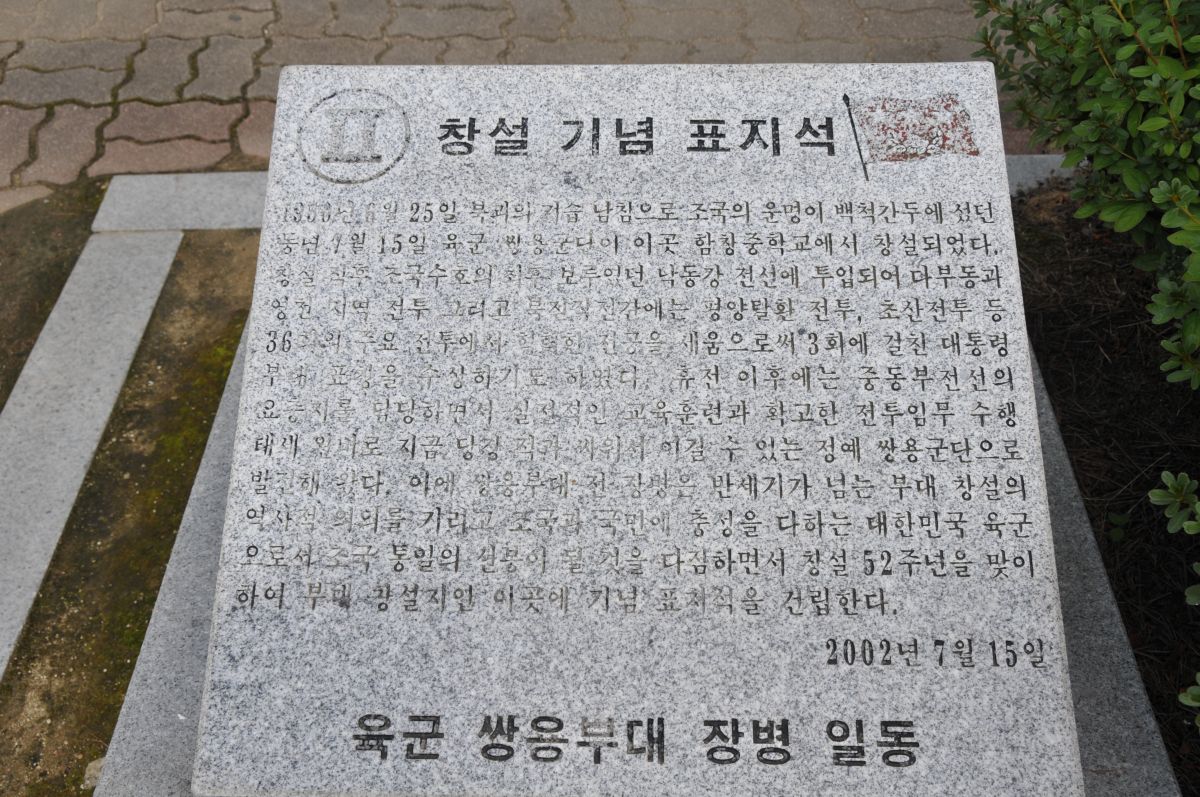 II 창설 기념 표지석
1950년 6월 25일 북괴의 기습 남침으로 조국의 운명이 백척간두에 섰던
동년 7월 15일 육군 쌍용군단이 이곳 함창중학교에서 창설되었다.
창설 직후 조국수호의 최후 보루였던 낙동강 전선에 투입되어 다부동과
영천 지역 전투 그리고 북진작전간에는 평양탈환 전투, 초산전투 등
36회의 주요 전투에서 혁혁한 전공을 세움으로써 3회에 걸친 대통령
부대 표창을 수상하기도 하였다. 휴전 이후에는 중동부전선의
요충지를 담당하면서 실전적인 교육훈련과 확고한 전투임무 수행
태세 완비로 지금 당장 적과 싸워서 이길 수 있는 정예 쌍용군단으로
발전해 왔다. 이에 쌍용부대 전 장병은 반세기가 넘는 부대 창설의
역사적 의의를 기리고 조국과 국민에 충성을 다하는 대한민국 육군
으로서 조국 통일의 선봉이 될 것을 다짐하면서 창설 52주년을 맞이
하여 부대 창설지인 이곳에 기념 표지석을 건립한다.
2002년 7월 15일
육군 쌍용부대 장병 일동